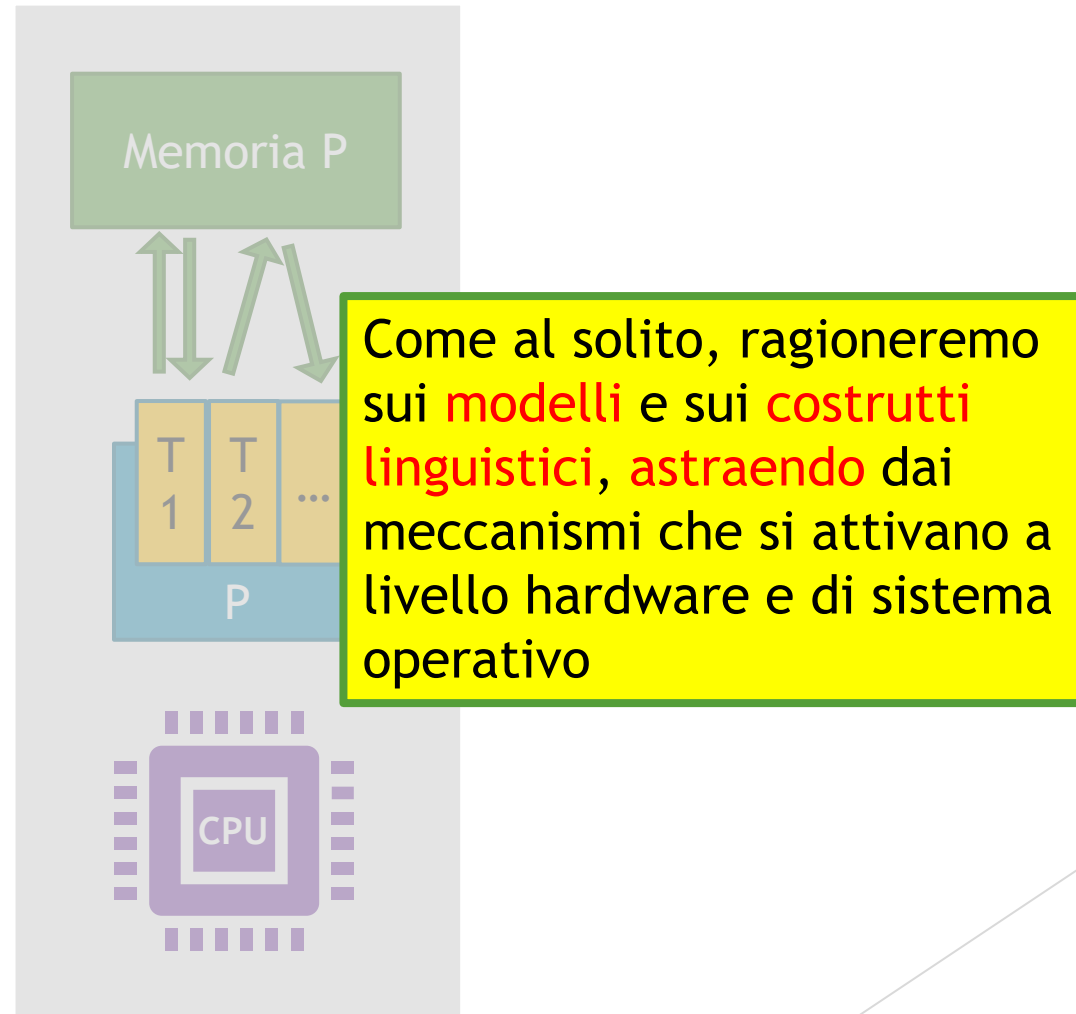 Memoria P
T
1
T
2
...
P
CPU
Come al solito, ragioneremo
sui modelli e sui costrutti
linguistici, astraendo dai
meccanismi che si attivano a
livello hardware e di sistema
operativo